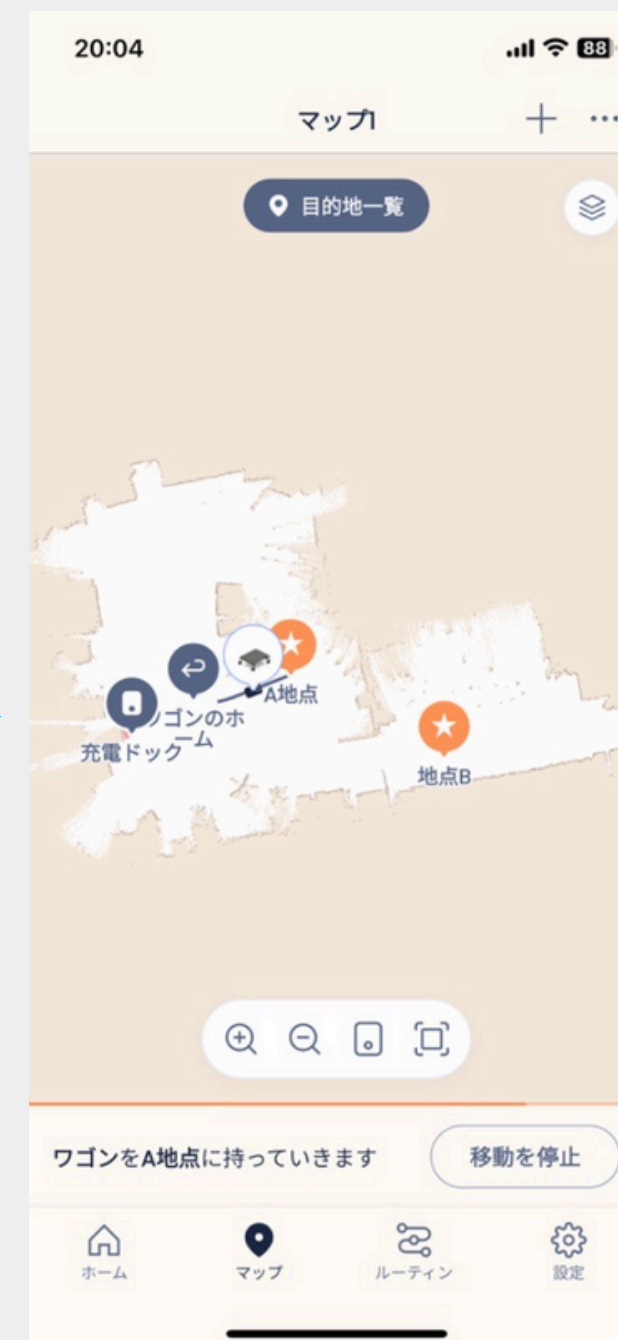 20:04
88
マップ1
目的地一覧
A地点
ワゴンのホ
ーム
充電ドック
地点B
ワゴンをA地点に持っていきます
移動を停止
ホーム
マップ
ルーティン
設定